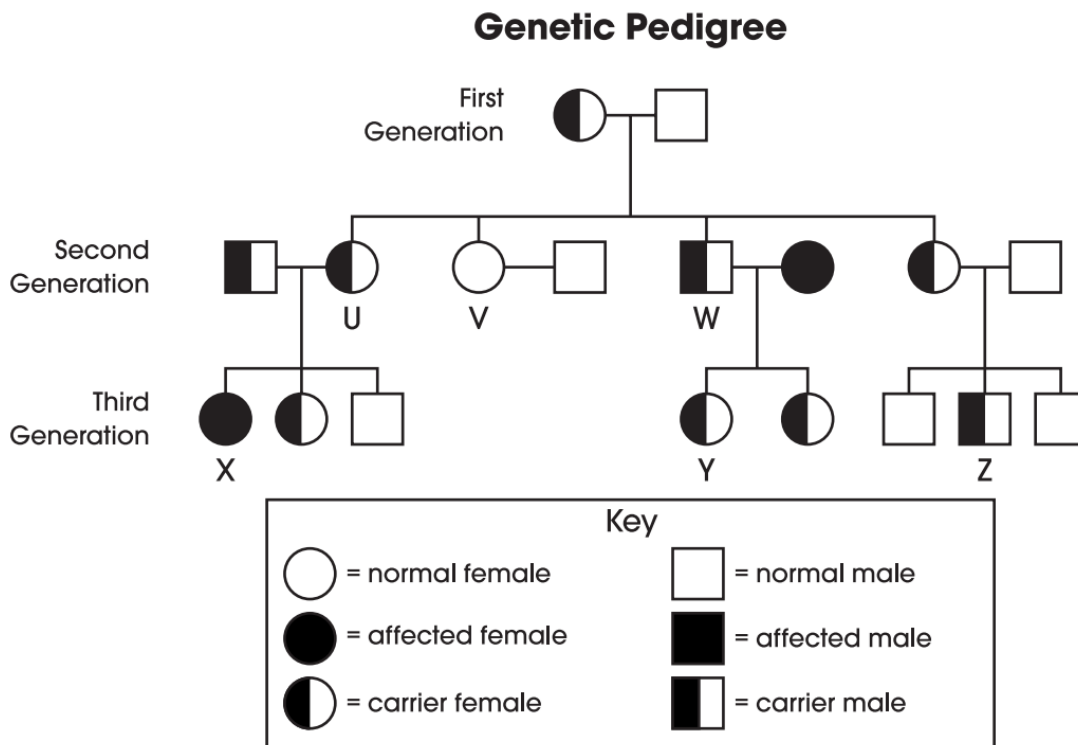 Genetic Pedigree
First
Generation
Second
Generation
U
V
W
Third
Generation
X
Y
Z
Key
= normal female
= normal male
= affected female
= affected male
= carrier female
= carrier male